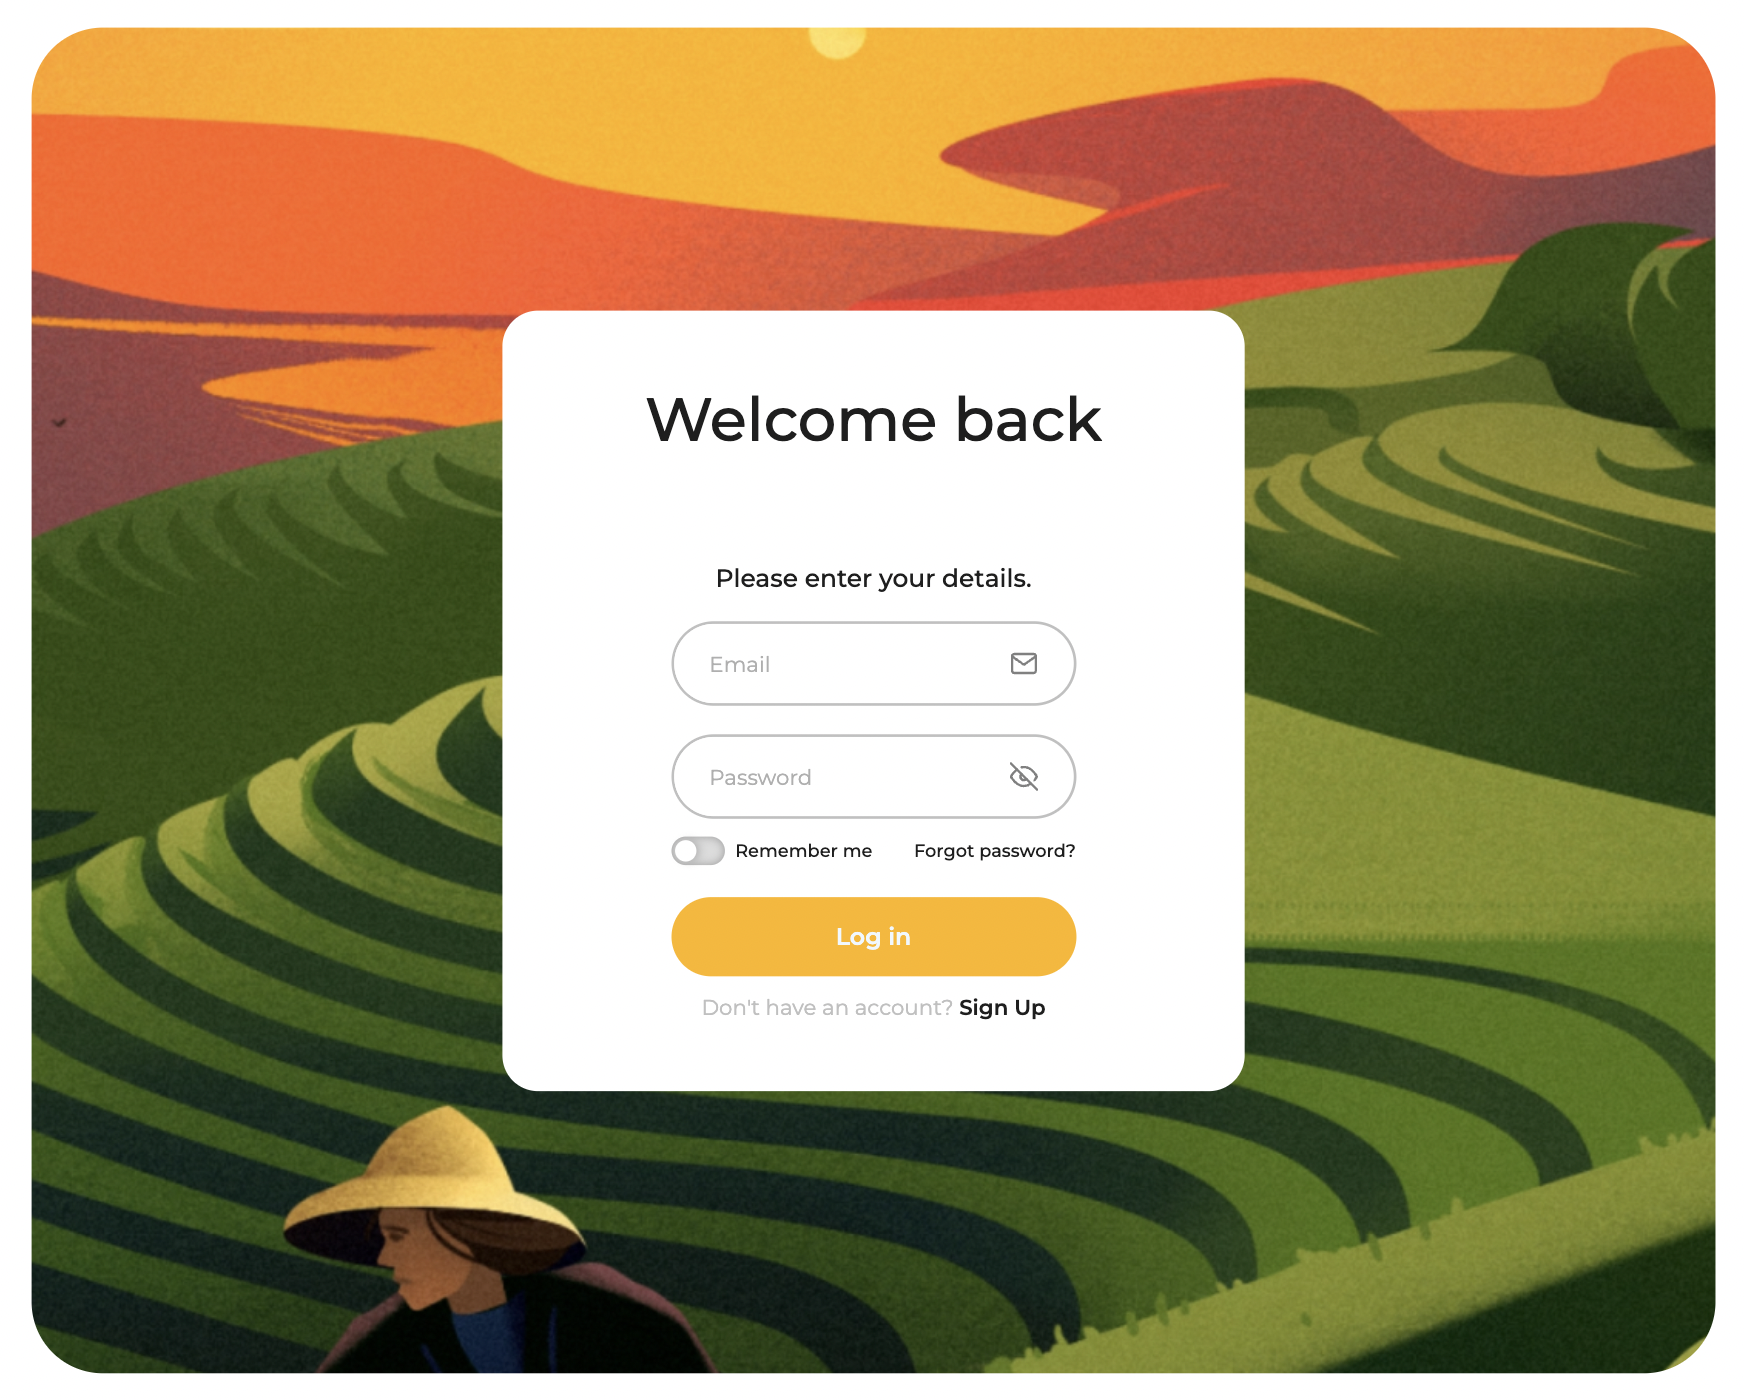 Welcome back
Please enter your details.
Email
Password
Remember me Forgot password?
Log in
Don't have an account? Sign Up